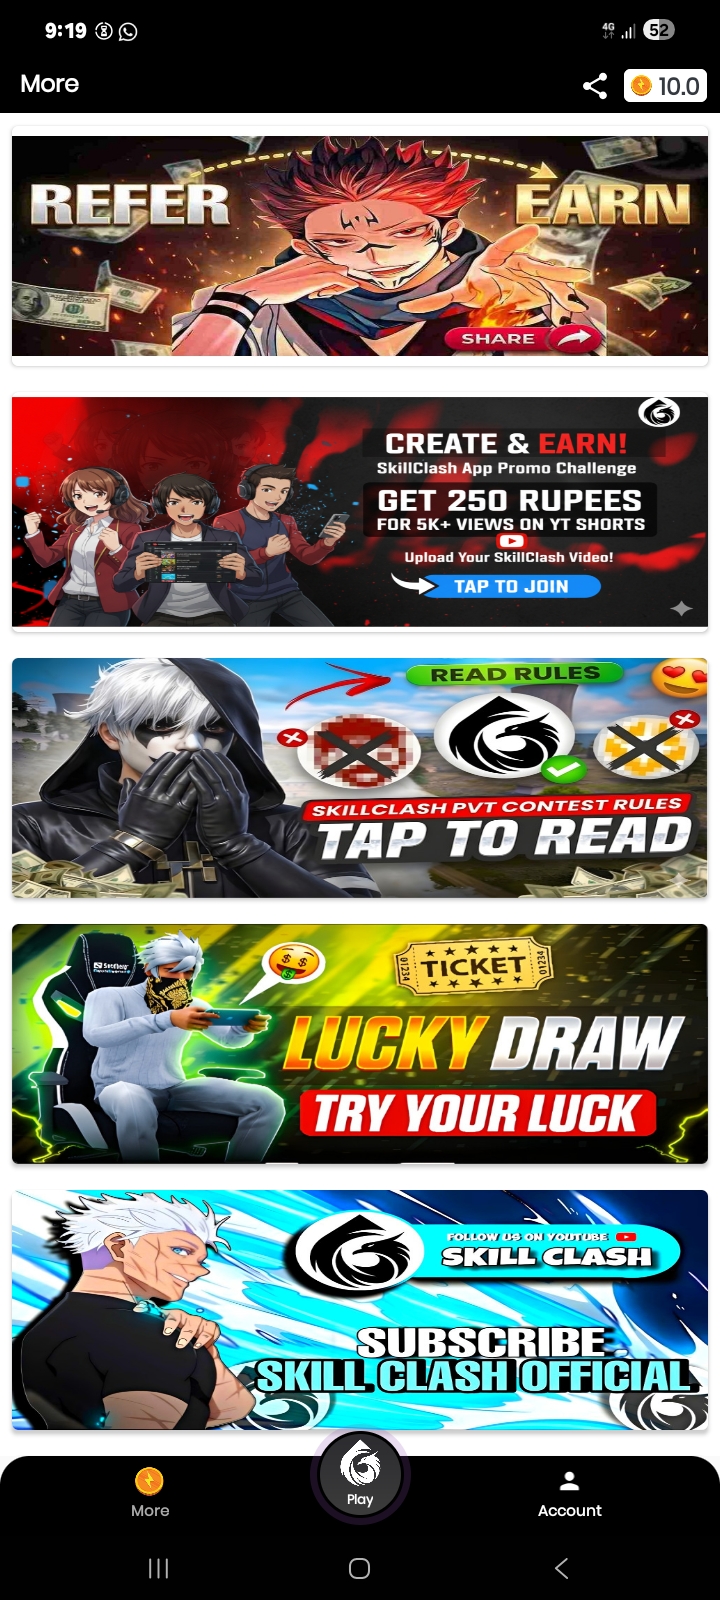 9:19
4G
52
More
10.0
REFER
EARN
SHARE
CREATE & EARN!
SkillClash App Promo Challenge
GET 250 RUPEES
FOR 5K+ VIEWS ON YT SHORTS
Upload Your SkillClash Video!
TAP TO JOIN
READ RULES
SKILLCLASH PVT CONTEST RULES
TAP TO READ
01234
TICKET
01234
LUCKY DRAW
TRY YOUR LUCK
FOLLOW US ON YOUTUBE
SKILL CLASH
SUBSCRIBE
SKILL CLASH OFFICIAL
More
Play
Account